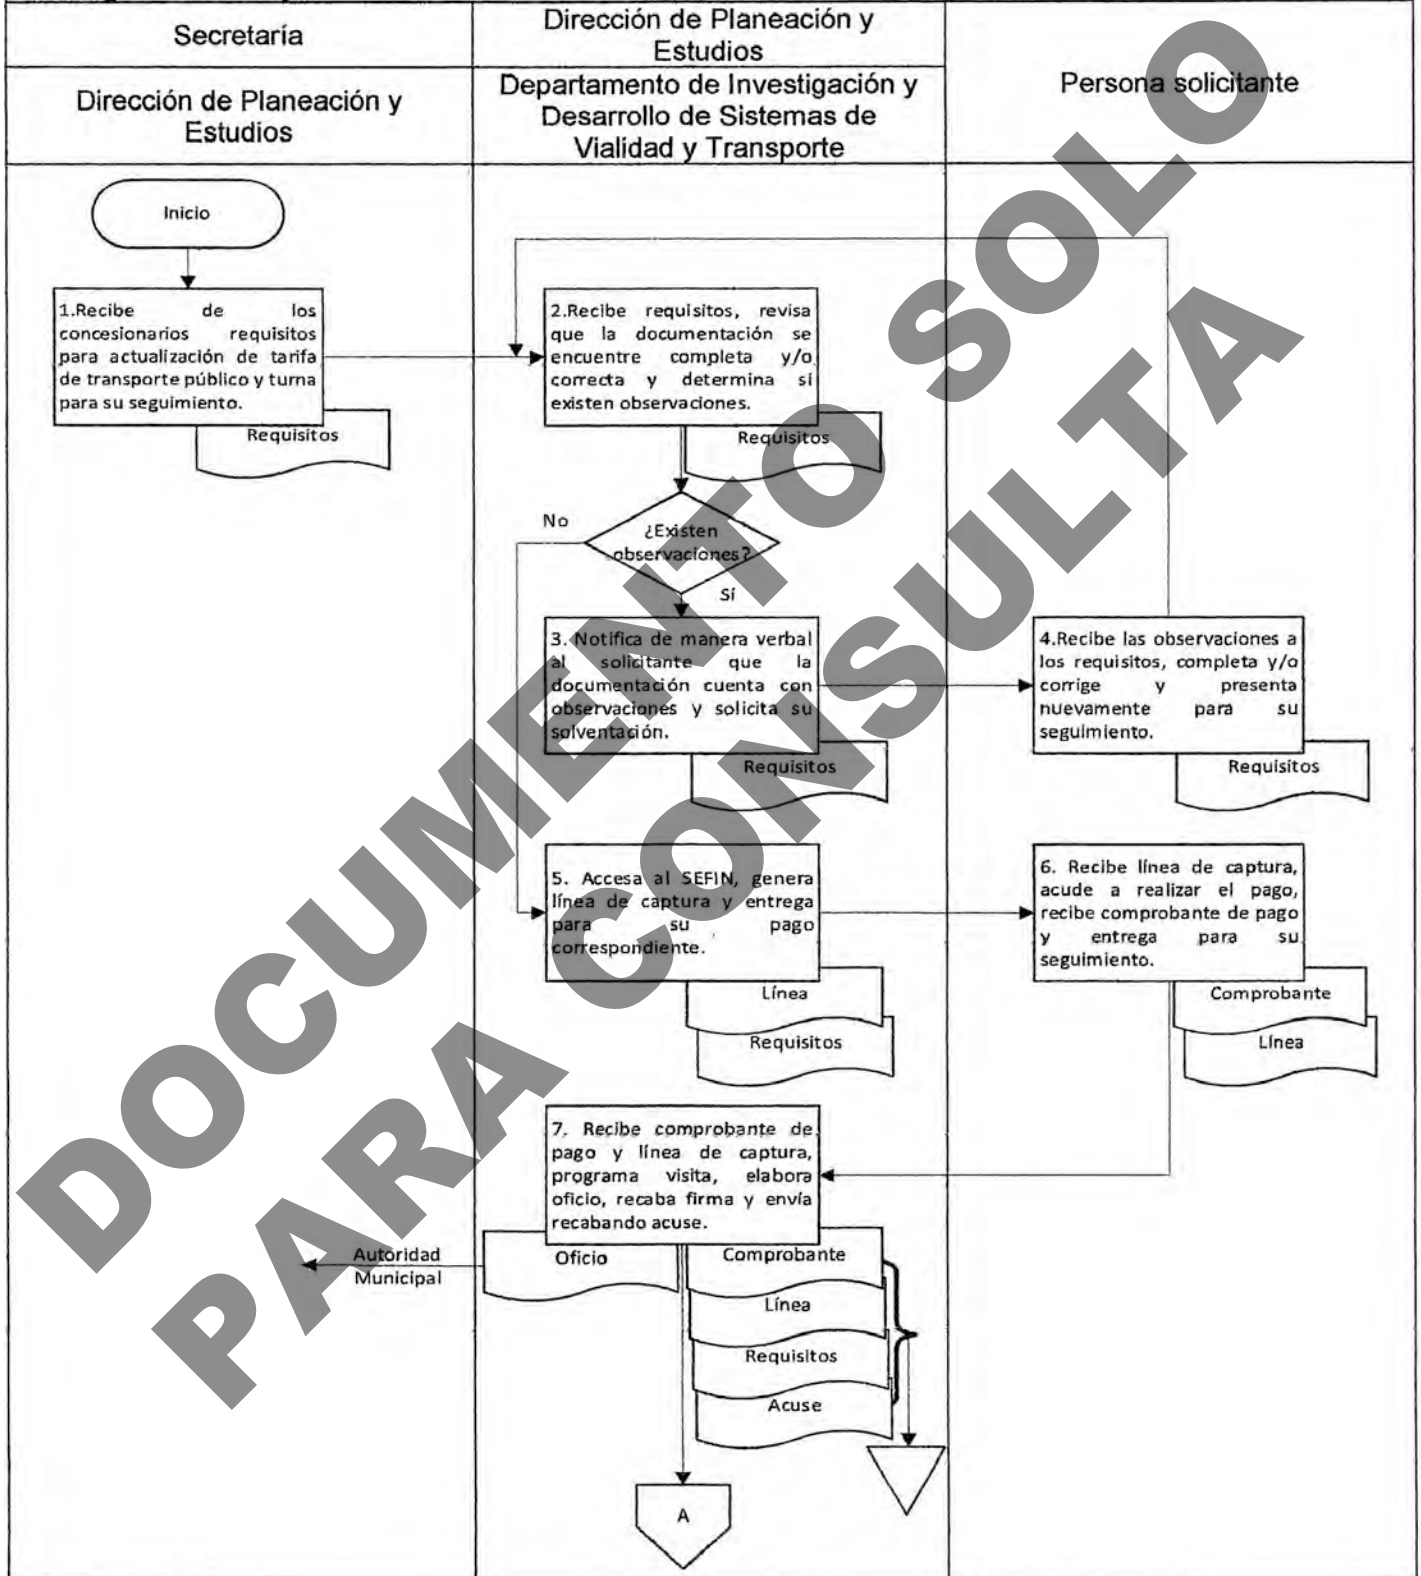 Secretaría
Dirección de Planeación y
Estudios
Dirección de Planeación y
Estudios
Departamento de Investigación y
Desarrollo de Sistemas de
Vialidad y Transporte
Persona solicitante
Inicio
1.Recibe de los
concesionarios requisitos
para actualización de tarifa
de transporte público y turna
para su seguimiento.
Requisitos
2.Recibe requisitos, revisa
que la documentación se
encuentre completa y/o
correcta y determina si
existen observaciones.
Requisitos
No
¿Existen
observaciones?
Sí
3. Notifica de manera verbal
al solicitante que la
documentación cuenta con
observaciones y solicita su
solventación.
Requisitos
4.Recibe las observaciones a
los requisitos, completa y/o
corrige y presenta
nuevamente para su
seguimiento.
Requisitos
5. Accesa al SEFIN, genera
línea de captura y entrega
para su pago
correspondiente.
Línea
Requisitos
6. Recibe línea de captura,
acude a realizar el pago,
recibe comprobante de pago
y entrega para su
seguimiento.
Comprobante
Línea
7. Recibe comprobante de
pago y línea de captura,
programa visita, elabora
oficio, recaba firma y envía
recabando acuse.
Autoridad
Municipal
Oficio
Comprobante
Línea
Requisitos
Acuse
A
DOCUMENTO SOLO
PARA CONSULTA